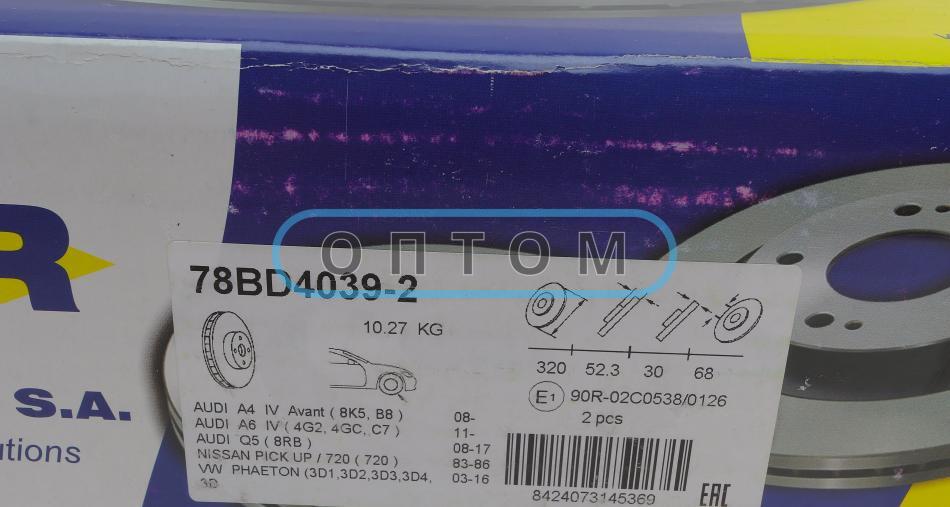 ОПТОМ
78BD4039-2
10.27 KG
320 52.3 30 68
E1 90R-02C0538/0126
2 pcs
AUDI A4 IV Avant ( 8K5, B8 ) 08-
AUDI A6 IV ( 4G2, 4GC, C7 ) 11-
AUDI Q5 ( 8RB ) 08-17
NISSAN PICK UP / 720 ( 720 ) 83-86
VW PHAETON (3D1,3D2,3D3,3D4, 03-16
3D
8424073145369
EAC
R
S.A.
utions